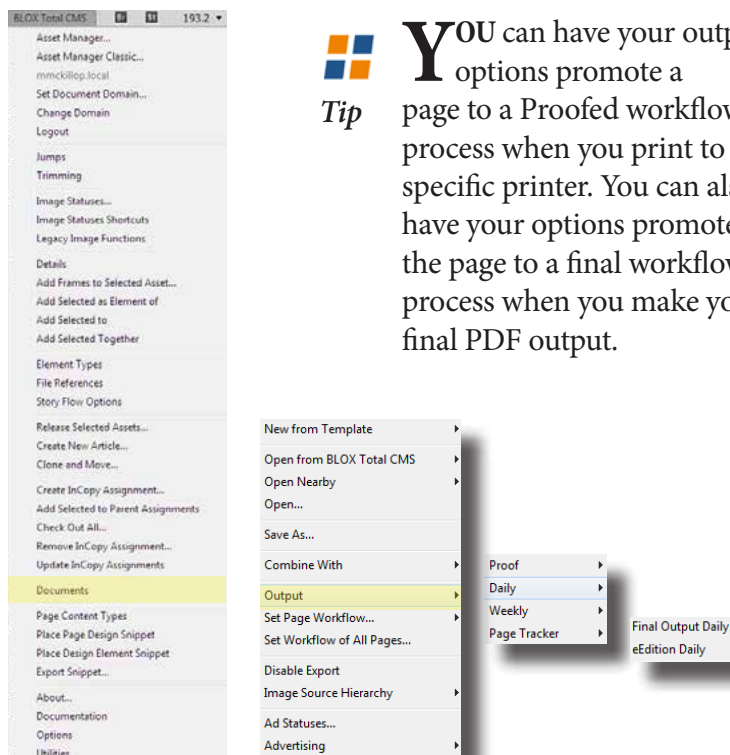 BLOX Total CMS Br St 193.2
Asset Manager...
Asset Manager Classic...
mmckillop.local
Set Document Domain...
Change Domain
Logout
Jumps
Trimming
Image Statuses...
Image Statuses Shortcuts
Legacy Image Functions
Details
Add Frames to Selected Asset...
Add Selected as Element of
Add Selected to
Add Selected Together
Element Types
File References
Story Flow Options
Release Selected Assets...
Create New Article...
Clone and Move...
Create InCopy Assignment...
Add Selected to Parent Assignments
Check Out All...
Remove InCopy Assignment...
Update InCopy Assignments
Documents
Page Content Types
Place Page Design Snippet
Place Design Element Snippet
Export Snippet...
About...
Documentation
Options
Utilities
Tip
YOU can have your outp
options promote a
page to a Proofed workflow
process when you print to
specific printer. You can als
have your options promote
the page to a final workflow
process when you make yo
final PDF output.
New from Template
Open from BLOX Total CMS
Open Nearby
Open...
Save As...
Combine With
Output
Set Page Workflow...
Set Workflow of All Pages...
Disable Export
Image Source Hierarchy
Ad Statuses...
Advertising
Proof
Daily
Weekly
Page Tracker
Final Output Daily
eEdition Daily